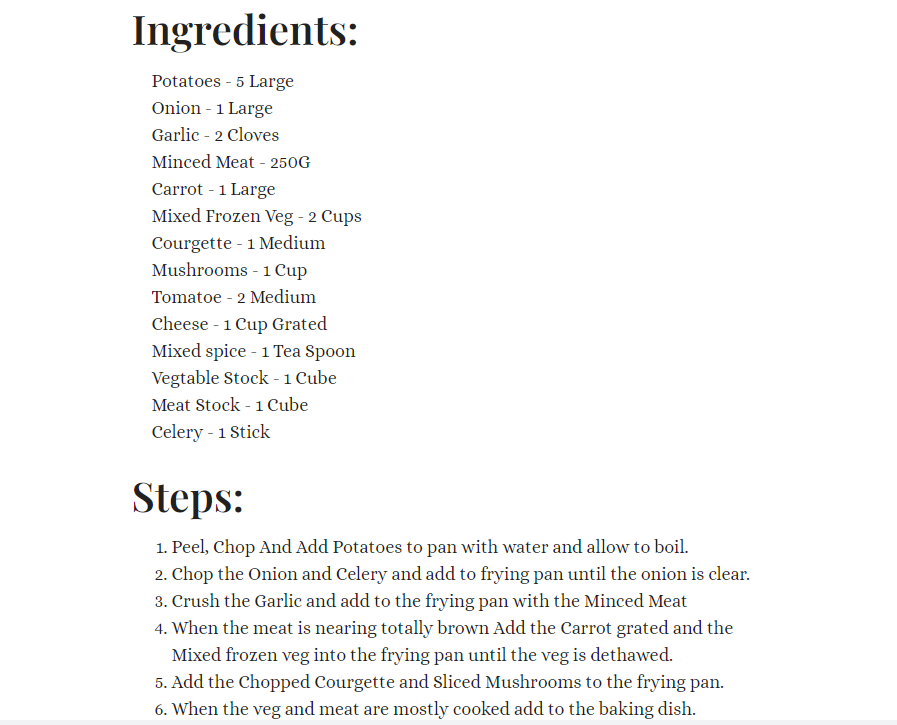 Ingredients:
Potatoes - 5 Large
Onion - 1 Large
Garlic - 2 Cloves
Minced Meat - 250G
Carrot - 1 Large
Mixed Frozen Veg - 2 Cups
Courgette - 1 Medium
Mushrooms - 1 Cup
Tomatoe - 2 Medium
Cheese - 1 Cup Grated
Mixed spice - 1 Tea Spoon
Vegtable Stock - 1 Cube
Meat Stock - 1 Cube
Celery - 1 Stick
Steps:
1. Peel, Chop And Add Potatoes to pan with water and allow to boil.
2. Chop the Onion and Celery and add to frying pan until the onion is clear.
3. Crush the Garlic and add to the frying pan with the Minced Meat
4. When the meat is nearing totally brown Add the Carrot grated and the
Mixed frozen veg into the frying pan until the veg is dethawed.
5. Add the Chopped Courgette and Sliced Mushrooms to the frying pan.
6. When the veg and meat are mostly cooked add to the baking dish.